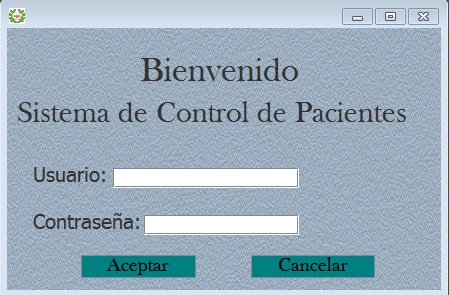 Bienvenido
Sistema de Control de Pacientes
Usuario:
Contraseña:
Aceptar Cancelar